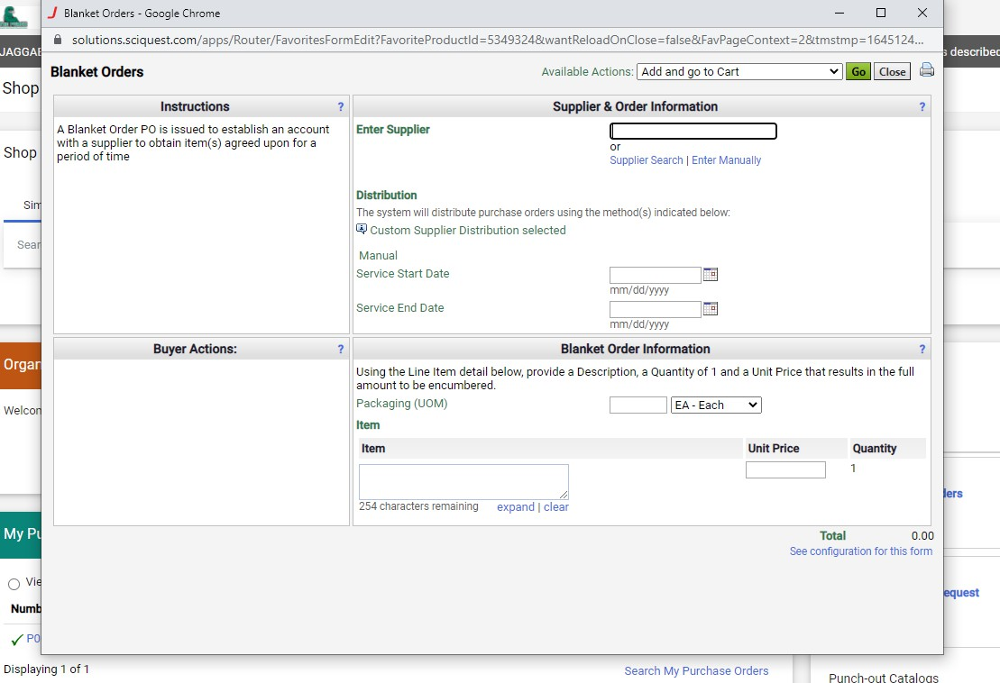 Blanket Orders - Google Chrome
solutions.sciquest.com/apps/Router/FavoritesFormEdit?FavoriteProductId=5349324&wantReloadOnClose=false&FavPageContext=2&tmstmp=1645124...
Blanket Orders
Available Actions: Add and go to Cart Go Close
Instructions ?
A Blanket Order PO is issued to establish an account
with a supplier to obtain item(s) agreed upon for a
period of time
Supplier & Order Information ?
Enter Supplier
or
Supplier Search | Enter Manually
Distribution
The system will distribute purchase orders using the method(s) indicated below:
Custom Supplier Distribution selected
Manual
Service Start Date
mm/dd/yyyy
Service End Date
mm/dd/yyyy
Buyer Actions: ?
Blanket Order Information ?
Using the Line Item detail below, provide a Description, a Quantity of 1 and a Unit Price that results in the full
amount to be encumbered.
Packaging (UOM) EA - Each
Item
Item Unit Price Quantity
1
254 characters remaining expand | clear
Total 0.00
See configuration for this form
JAGGAE
s described
Shop
Shop
Sim
Sear
Organ
Welcom
ders
My Pu
Vie
equest
Numb
P0
Displaying 1 of 1
Search My Purchase Orders
Punch-out Catalogs